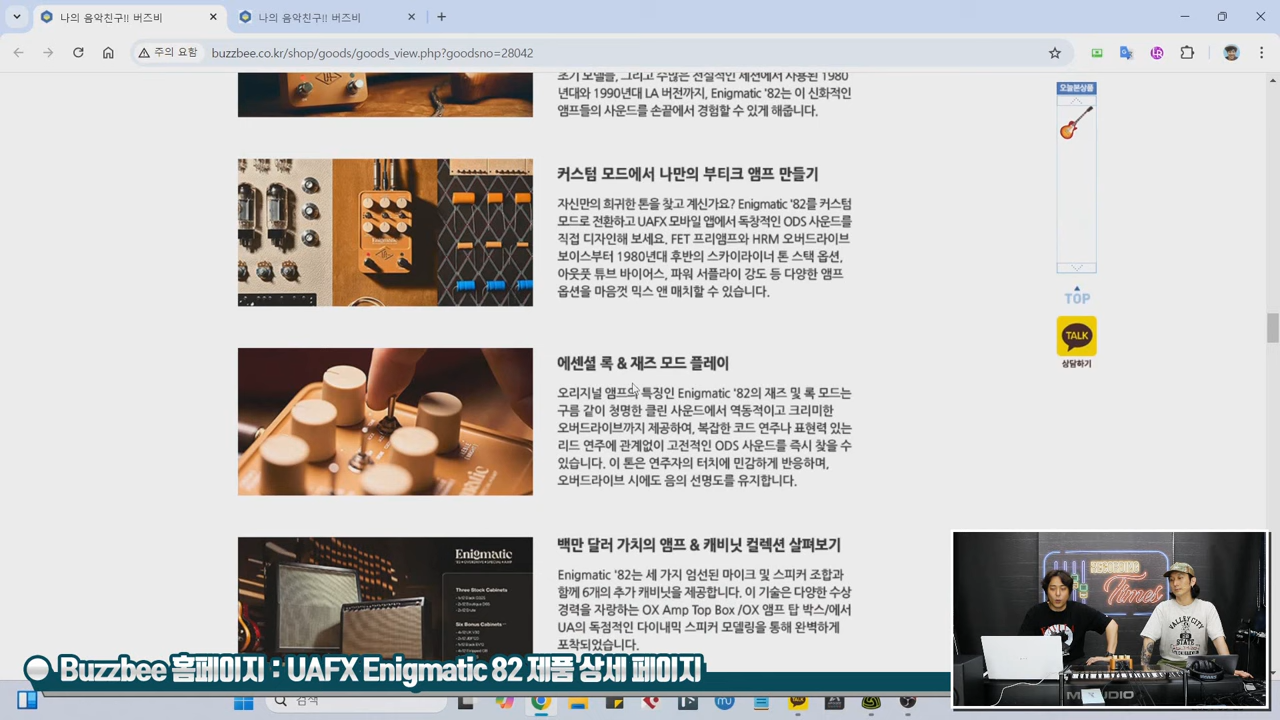 나의 음악친구!! 버즈비
나의 음악친구!! 버즈비
주의 요함
buzzbee.co.kr/shop/goods/goods_view.php?goodsno=28042
초기 모델들, 그리고 수많은 전설적인 세션에서 사용된 1980
년대와 1990년대 LA 버전까지, Enigmatic '82는 이 신화적인
앰프들의 사운드를 손끝에서 경험할 수 있게 해줍니다.
오늘본상품
커스텀 모드에서 나만의 부티크 앰프 만들기
자신만의 희귀한 톤을 찾고 계신가요? Enigmatic '82를 커스텀
모드로 전환하고 UAFX 모바일 앱에서 독창적인 ODS 사운드를
직접 디자인해 보세요. FET 프리앰프와 HRM 오버드라이브
보이스부터 1980년대 후반의 스카이라이너 톤 스택 옵션,
아웃풋 튜브 바이어스, 파워 서플라이 강도 등 다양한 앰프
옵션을 마음껏 믹스 앤 매치할 수 있습니다.
TOP
TALK
상담하기
에센셜 록 & 재즈 모드 플레이
오리지널 앰프의 특징인 Enigmatic '82의 재즈 및 록 모드는
구름 같이 청명한 클린 사운드에서 역동적이고 크리미한
오버드라이브까지 제공하여, 복잡한 코드 연주나 표현력 있는
리드 연주에 관계없이 고전적인 ODS 사운드를 즉시 찾을 수
있습니다. 이 톤은 연주자의 터치에 민감하게 반응하며,
오버드라이브 시에도 음의 선명도를 유지합니다.
Enigmatic
백만 달러 가치의 앰프 & 캐비닛 컬렉션 살펴보기
Enigmatic '82는 세 가지 엄선된 마이크 및 스피커 조합과
함께 6개의 추가 캐비닛을 제공합니다. 이 기술은 다양한 수상
경력을 자랑하는 OX Amp Top Box /OX 앰프 탑 박스/에서
UA의 독점적인 다이내믹 스피커 모델링을 통해 완벽하게
포착되었습니다.
Enigmatic
Three Stock Cabinets
Six Bonus Cabinets
Time
Buzzbee 홈페이지 : UAFX Enigmatic 82 제품 상세 페이지
검색